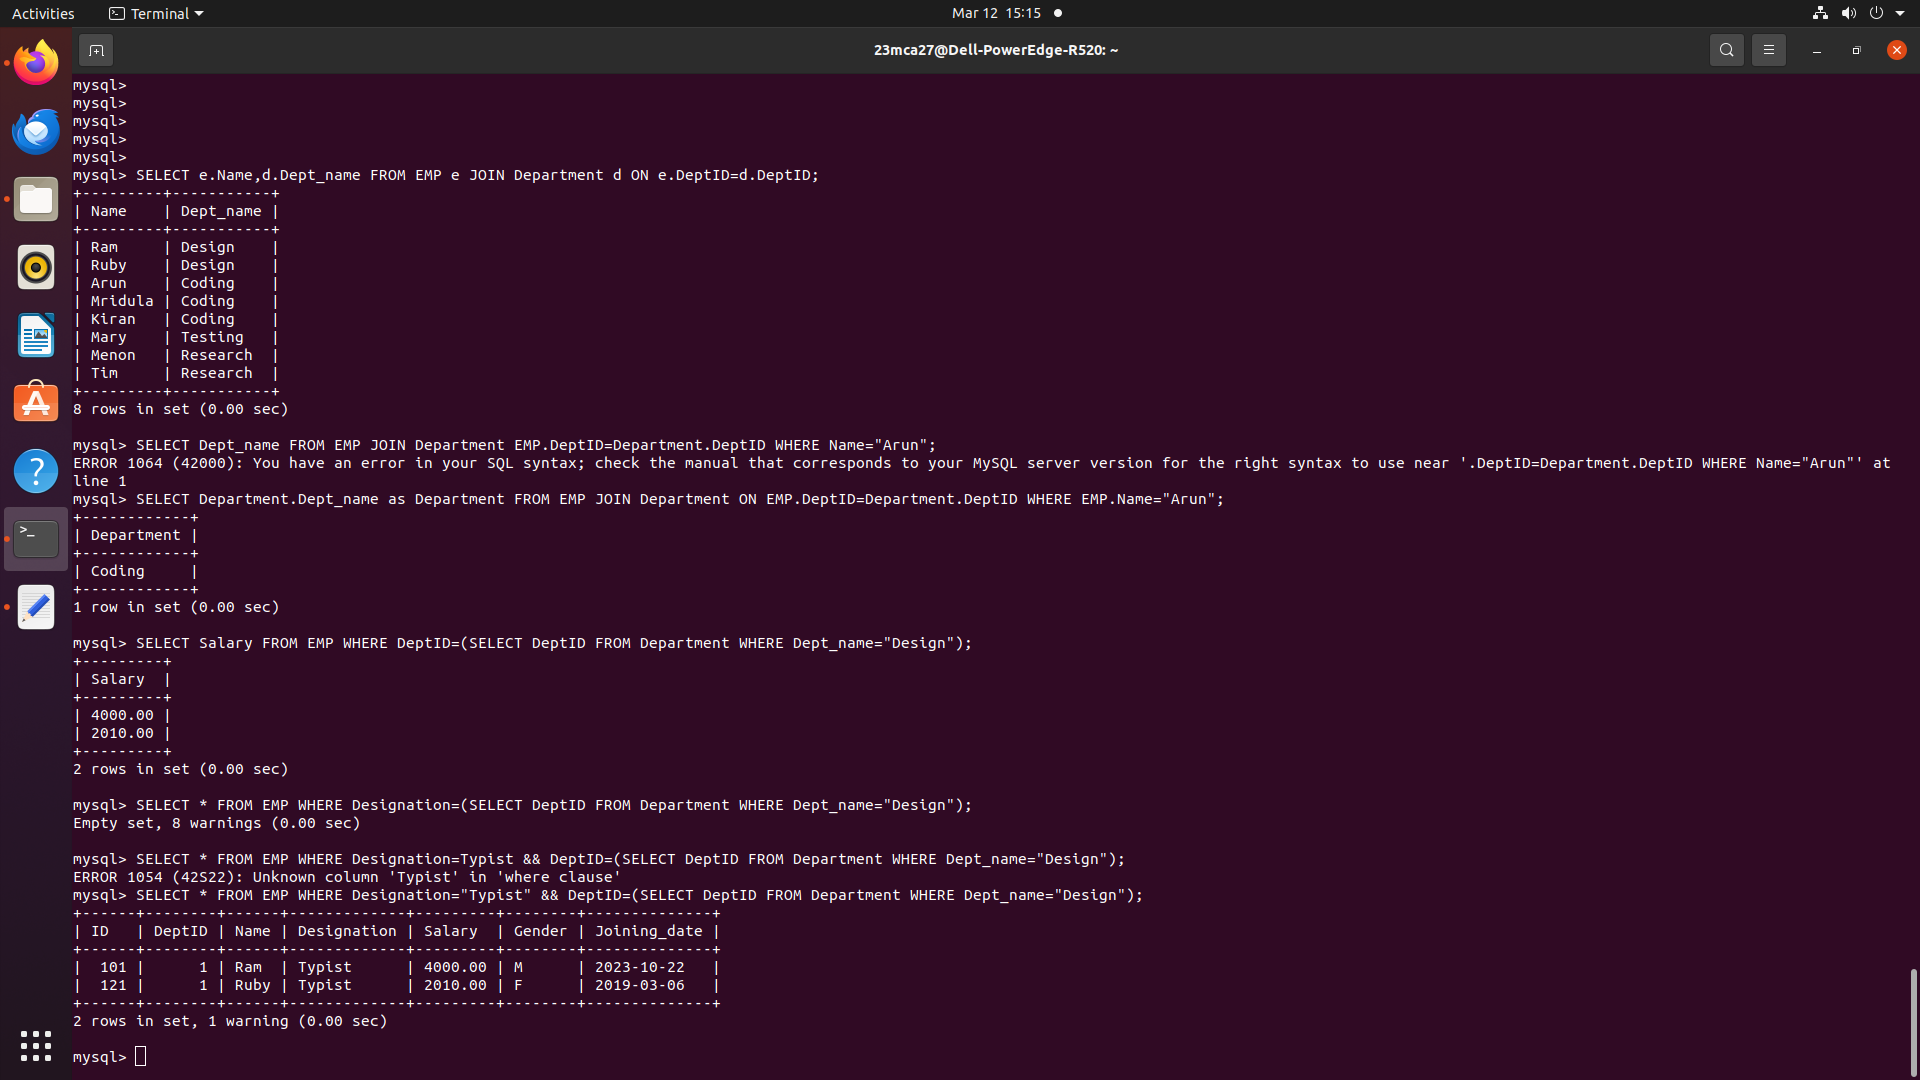 Activities
Terminal
Mar 12 15:15
23mca27@Dell-PowerEdge-R520: ~
mysql>
mysql>
mysql>
mysql>
mysql>
mysql> SELECT e.Name,d.Dept_name FROM EMP e JOIN Department d ON e.DeptID=d.DeptID;
+---------+-----------+
| Name    | Dept_name |
+---------+-----------+
| Ram     | Design    |
| Ruby    | Design    |
| Arun    | Coding    |
| Mridula | Coding    |
| Kiran   | Coding    |
| Mary    | Testing   |
| Menon   | Research  |
| Tim     | Research  |
+---------+-----------+
8 rows in set (0.00 sec)
mysql> SELECT Dept_name FROM EMP JOIN Department EMP.DeptID=Department.DeptID WHERE Name="Arun";
ERROR 1064 (42000): You have an error in your SQL syntax; check the manual that corresponds to your MySQL server version for the right syntax to use near '.DeptID=Department.DeptID WHERE Name="Arun"' at
line 1
mysql> SELECT Department.Dept_name as Department FROM EMP JOIN Department ON EMP.DeptID=Department.DeptID WHERE EMP.Name="Arun";
+------------+
| Department |
+------------+
| Coding     |
+------------+
1 row in set (0.00 sec)
mysql> SELECT Salary FROM EMP WHERE DeptID=(SELECT DeptID FROM Department WHERE Dept_name="Design");
+---------+
| Salary  |
+---------+
| 4000.00 |
| 2010.00 |
+---------+
2 rows in set (0.00 sec)
mysql> SELECT * FROM EMP WHERE Designation=(SELECT DeptID FROM Department WHERE Dept_name="Design");
Empty set, 8 warnings (0.00 sec)
mysql> SELECT * FROM EMP WHERE Designation=Typist && DeptID=(SELECT DeptID FROM Department WHERE Dept_name="Design");
ERROR 1054 (42S22): Unknown column 'Typist' in 'where clause'
mysql> SELECT * FROM EMP WHERE Designation="Typist" && DeptID=(SELECT DeptID FROM Department WHERE Dept_name="Design");
+------+--------+------+-------------+---------+--------+--------------+
| ID   | DeptID | Name | Designation | Salary  | Gender | Joining_date |
+------+--------+------+-------------+---------+--------+--------------+
|  101 |      1 | Ram  | Typist      | 4000.00 | M      | 2023-10-22   |
|  121 |      1 | Ruby | Typist      | 2010.00 | F      | 2019-03-06   |
+------+--------+------+-------------+---------+--------+--------------+
2 rows in set, 1 warning (0.00 sec)
mysql>